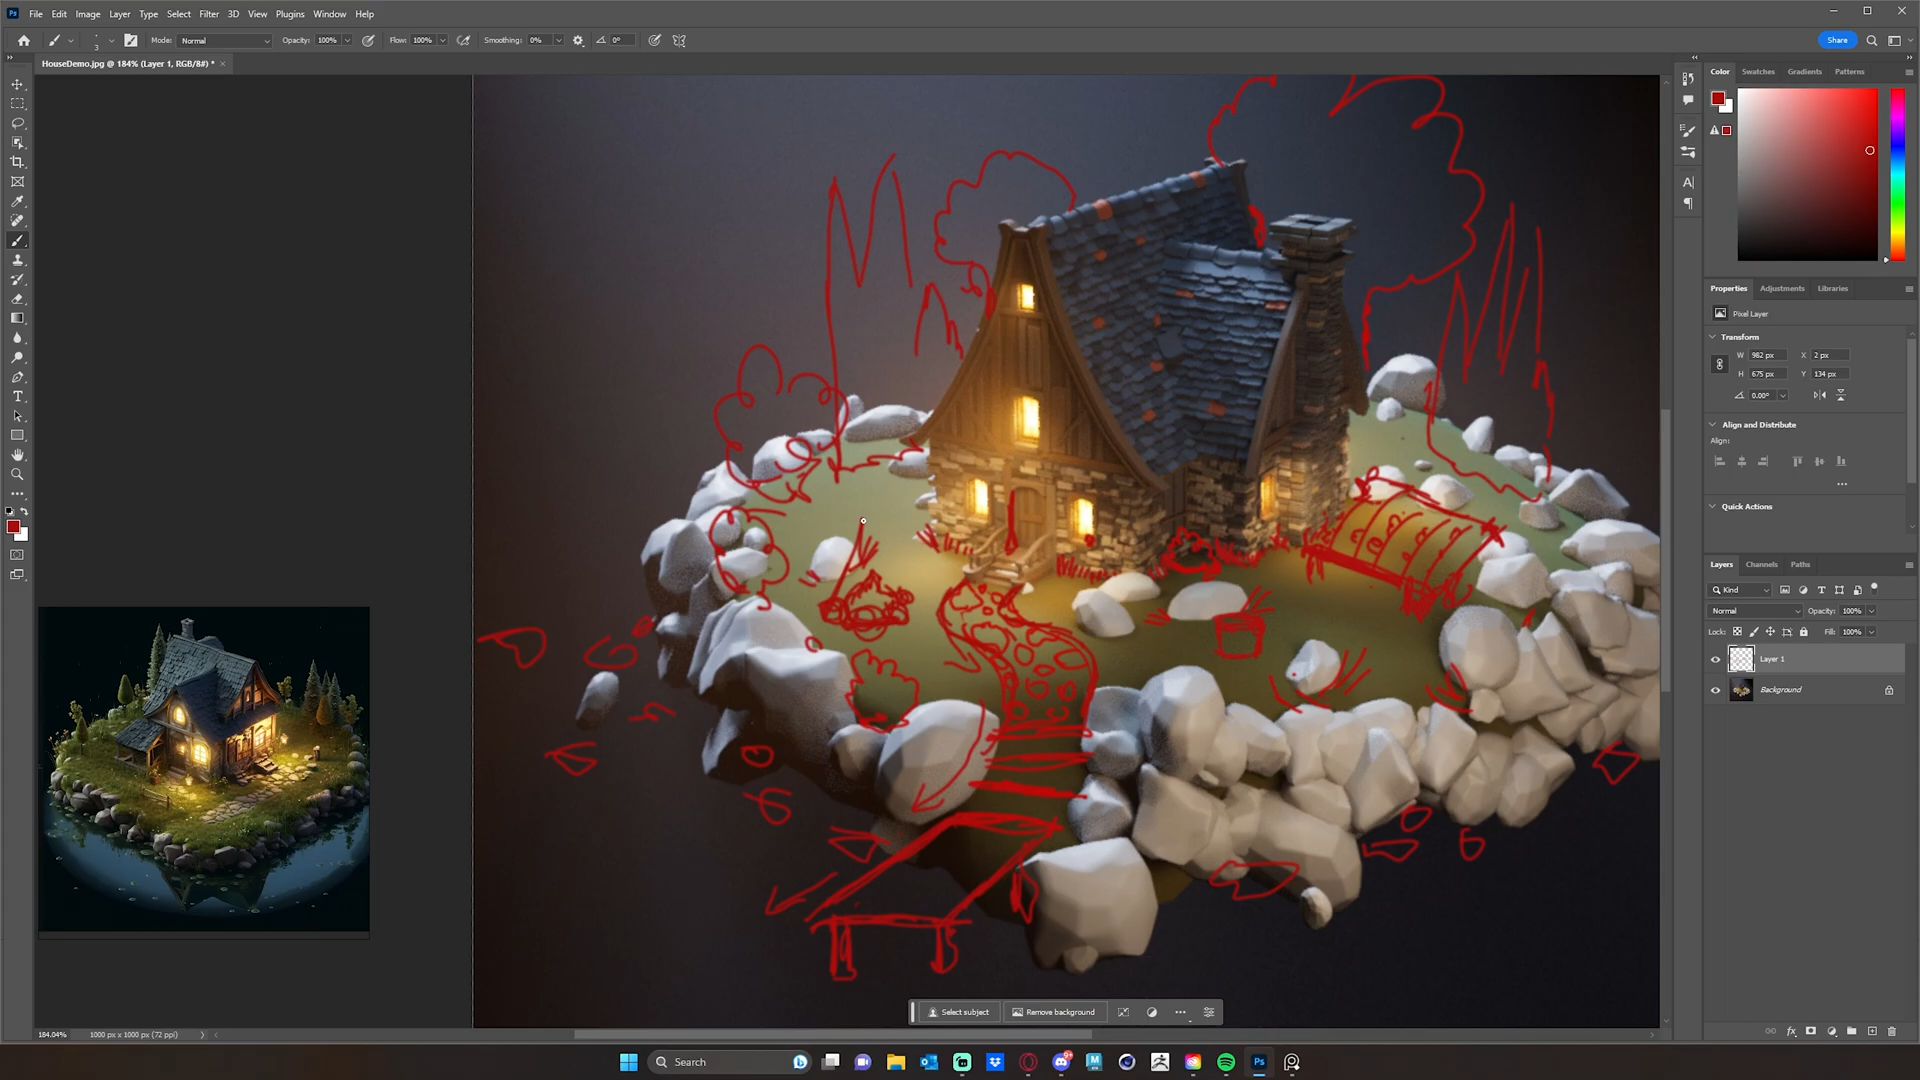 File Edit Image Layer Type Select Filter 3D View Plugins Window Help
3 Mode: Normal Opacity: 100% Flow: 100% Smoothing: 0% 0° Share
HouseDemo.jpg @ 184% (Layer 1, RGB/8#) *
Color Swatches Gradients Patterns
Properties Adjustments Libraries
Pixel Layer
Transform
W 982 px X 2 px
H 675 px Y 134 px
0.00°
Align and Distribute
Align:
Quick Actions
Layers Channels Paths
Kind
Normal Opacity: 100%
Lock: Fill: 100%
Layer 1
Background
Select subject Remove background
184.04% 1000 px x 1000 px (72 ppi)
Search